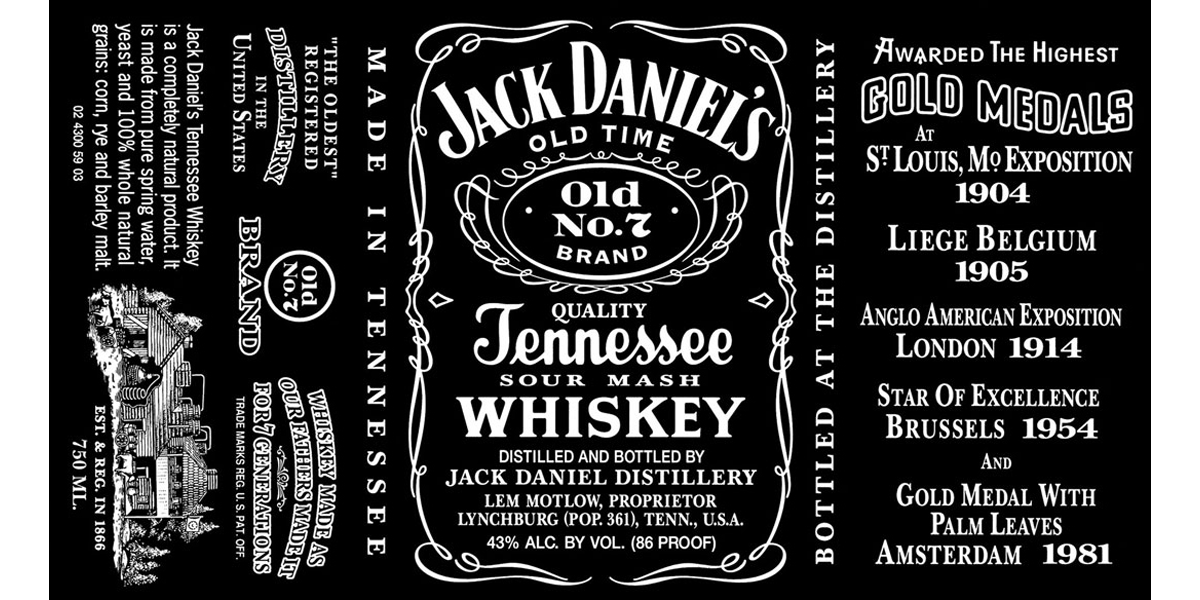 Jack Daniel's Tennessee Whiskey
is a completely natural product. It
is made from pure spring water,
yeast and 100% whole natural
grains: corn, rye and barley malt.
02 4300 59 03
EST. & REG. IN 1866
750 ML.
"THE OLDEST"
REGISTERED
DISTILLERY
IN THE
UNITED STATES
Old
No.7
BRAND
WHISKEY MADE AS
OUR FATHERS MADE IT
FOR 7 GENERATIONS
TRADE MARKS REG. U.S. PAT. OFF.
MADE IN TENNESSEE
JACK DANIEL'S
OLD TIME
Old
No.7
BRAND
QUALITY
Tennessee
SOUR MASH
WHISKEY
DISTILLED AND BOTTLED BY
JACK DANIEL DISTILLERY
LEM MOTLOW, PROPRIETOR
LYNCHBURG (POP. 361), TENN., U.S.A.
43% ALC. BY VOL. (86 PROOF)
BOTTLED AT THE DISTILLERY
AWARDED THE HIGHEST
GOLD MEDALS
AT
ST. LOUIS, MO EXPOSITION
1904
LIEGE BELGIUM
1905
ANGLO AMERICAN EXPOSITION
LONDON 1914
STAR OF EXCELLENCE
BRUSSELS 1954
AND
GOLD MEDAL WITH
PALM LEAVES
AMSTERDAM 1981